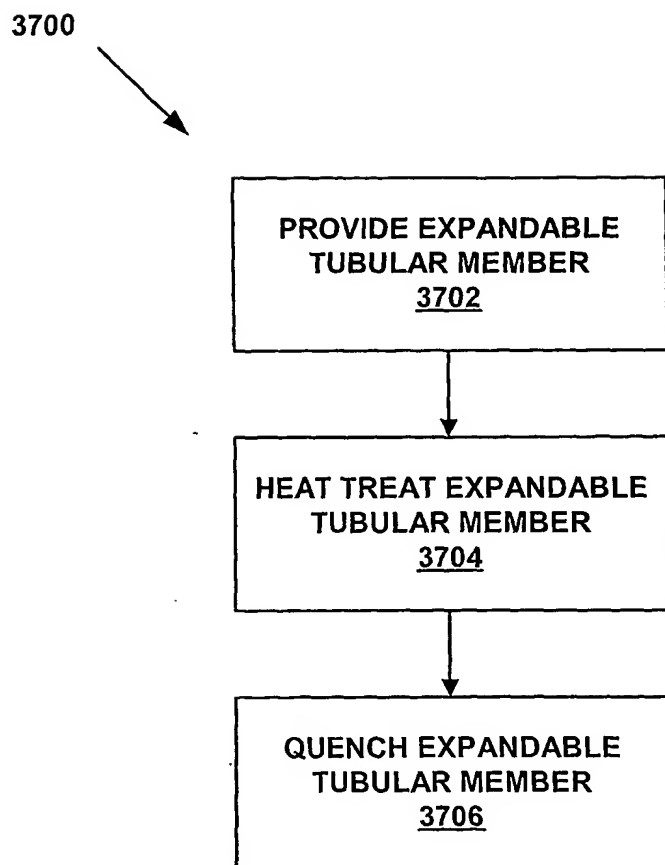 3700
PROVIDE EXPANDABLE
TUBULAR MEMBER
3702
HEAT TREAT EXPANDABLE
TUBULAR MEMBER
3704
QUENCH EXPANDABLE
TUBULAR MEMBER
3706